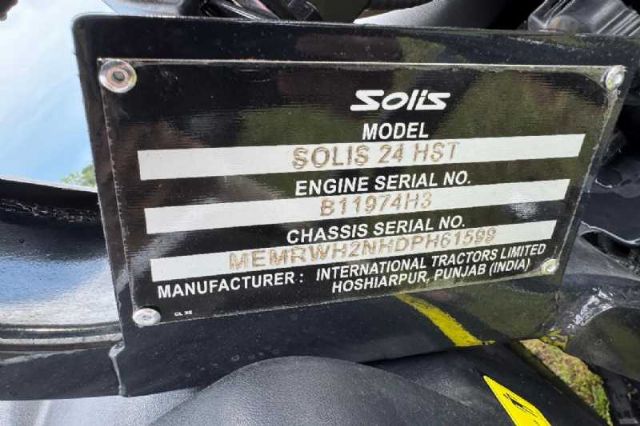 Solis
MODEL
SOLIS 24 HST
ENGINE SERIAL NO.
B11974H3
CHASSIS SERIAL NO.
MEMRWH2NHDPH61599
MANUFACTURER : INTERNATIONAL TRACTORS LIMITED
HOSHIARPUR, PUNJAB (INDIA)